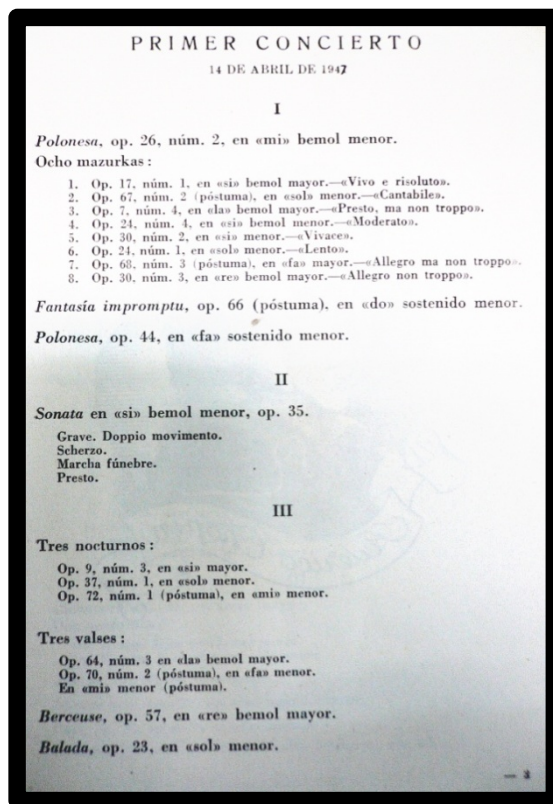 PRIMER CONCIERTO
14 DE ABRIL DE 1947
I
Polonesa, op. 26, núm. 2, en «mi» bemol menor.
Ocho mazurkas :
1. Op. 17, núm. 1, en «si» bemol mayor.—«Vivo e risoluto».
2. Op. 67, núm. 2 (póstuma), en «sol» menor.—«Cantabile».
3. Op. 7, núm. 4, en «la» bemol mayor.—«Presto, ma non troppo».
4. Op. 24, núm. 4, en «si» bemol menor.—«Moderato».
5. Op. 30, núm. 2, en «si» menor.—«Vivace».
6. Op. 24, núm. 1, en «sol» menor.—«Lento».
7. Op. 68, núm. 3 (póstuma), en «fa» mayor.—«Allegro ma non troppo».
8. Op. 30, núm. 3, en «re» bemol mayor.—«Allegro non troppo».
Fantasía impromptu, op. 66 (póstuma), en «do» sostenido menor.
Polonesa, op. 44, en «fa» sostenido menor.
II
Sonata en «si» bemol menor, op. 35.
Grave. Doppio movimento.
Scherzo.
Marcha fúnebre.
Presto.
III
Tres nocturnos :
Op. 9, núm. 3, en «si» mayor.
Op. 37, núm. 1, en «sol» menor.
Op. 72, núm. 1 (póstuma), en «mi» menor.
Tres valses :
Op. 64, núm. 3 en «la» bemol mayor.
Op. 70, núm. 2 (póstuma), en «fa» menor.
En «mi» menor (póstuma).
Berceuse, op. 57, en «re» bemol mayor.
Balada, op. 23, en «sol» menor.
— 3